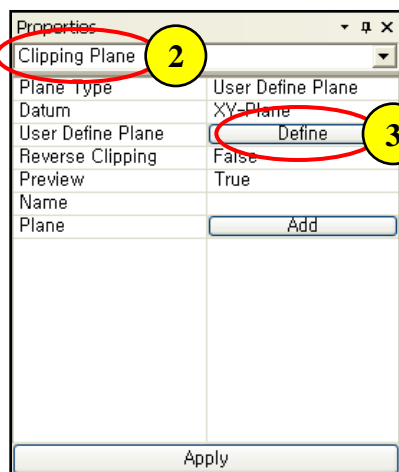 Properties
Clipping Plane 2
Plane Type User Define Plane
Datum XY-Plane
User Define Plane Define 3
Reverse Clipping False
Preview True
Name
Plane Add
Apply